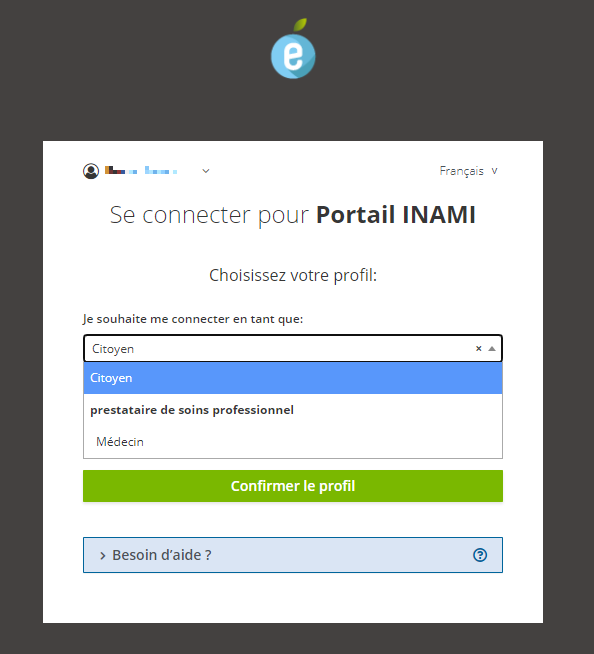 e
Français v
Se connecter pour Portail INAMI
Choisissez votre profil:
Je souhaite me connecter en tant que:
Citoyen ×
Citoyen
prestataire de soins professionnel
Médecin
Confirmer le profil
> Besoin d’aide ? ?